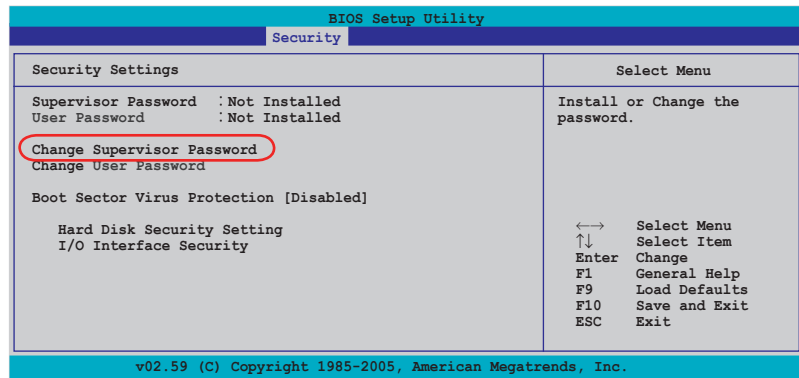 BIOS Setup Utility
Security
Security Settings
Supervisor Password : Not Installed
User Password : Not Installed
Change Supervisor Password
Change User Password
Boot Sector Virus Protection [Disabled]
Hard Disk Security Setting
I/O Interface Security
Select Menu
Install or Change the
password.
←→ Select Menu
↑↓ Select Item
Enter Change
F1 General Help
F9 Load Defaults
F10 Save and Exit
ESC Exit
v02.59 (C) Copyright 1985-2005, American Megatrends, Inc.